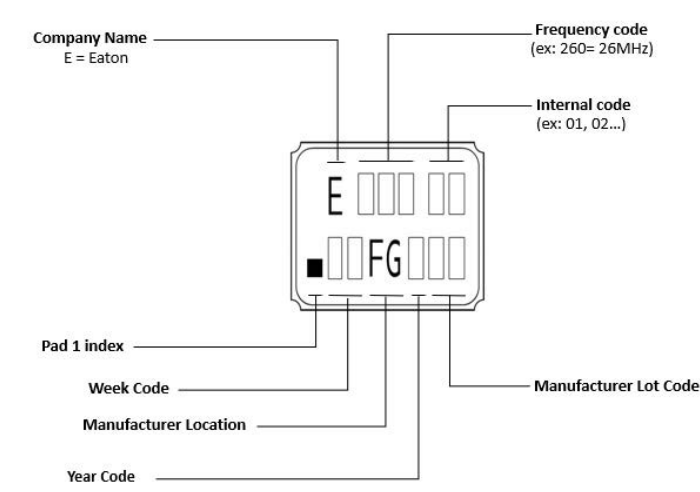 Company Name
E = Eaton
Frequency code
(ex: 260= 26MHz)
Internal code
(ex: 01, 02...)
E
FG
Pad 1 index
Week Code
Manufacturer Lot Code
Manufacturer Location
Year Code